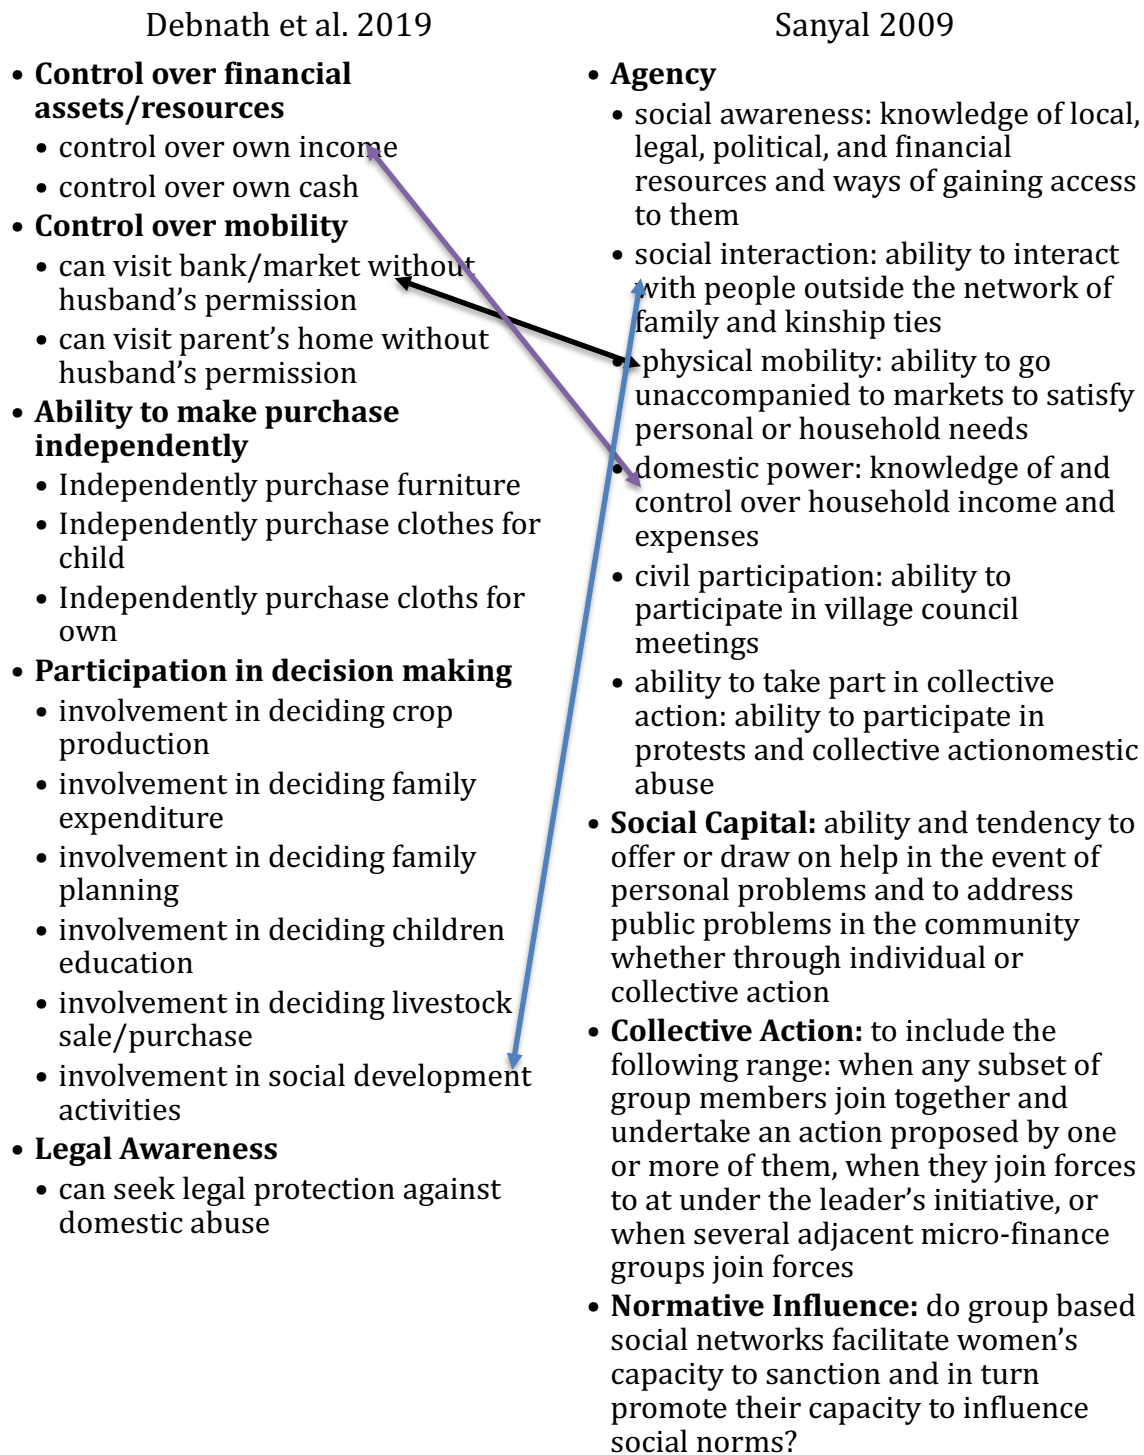 Debnath et al. 2019
• Control over financial
assets/resources
• control over own income
• control over own cash
• Control over mobility
• can visit bank/market without
husband's permission
• can visit parent's home without
husband's permission
• Ability to make purchase
independently
• Independently purchase furniture
• Independently purchase clothes for
child
• Independently purchase cloths for
own
• Participation in decision making
• involvement in deciding crop
production
• involvement in deciding family
expenditure
• involvement in deciding family
planning
• involvement in deciding children
education
• involvement in deciding livestock
sale/purchase
• involvement in social development
activities
• Legal Awareness
• can seek legal protection against
domestic abuse
Sanyal 2009
• Agency
• social awareness: knowledge of local,
legal, political, and financial
resources and ways of gaining access
to them
• social interaction: ability to interact
with people outside the network of
family and kinship ties
• physical mobility: ability to go
unaccompanied to markets to satisfy
personal or household needs
• domestic power: knowledge of and
control over household income and
expenses
• civil participation: ability to
participate in village council
meetings
• ability to take part in collective
action: ability to participate in
protests and collective actionomestic
abuse
• Social Capital: ability and tendency to
offer or draw on help in the event of
personal problems and to address
public problems in the community
whether through individual or
collective action
• Collective Action: to include the
following range: when any subset of
group members join together and
undertake an action proposed by one
or more of them, when they join forces
to at under the leader's initiative, or
when several adjacent micro-finance
groups join forces
• Normative Influence: do group based
social networks facilitate women's
capacity to sanction and in turn
promote their capacity to influence
social norms?